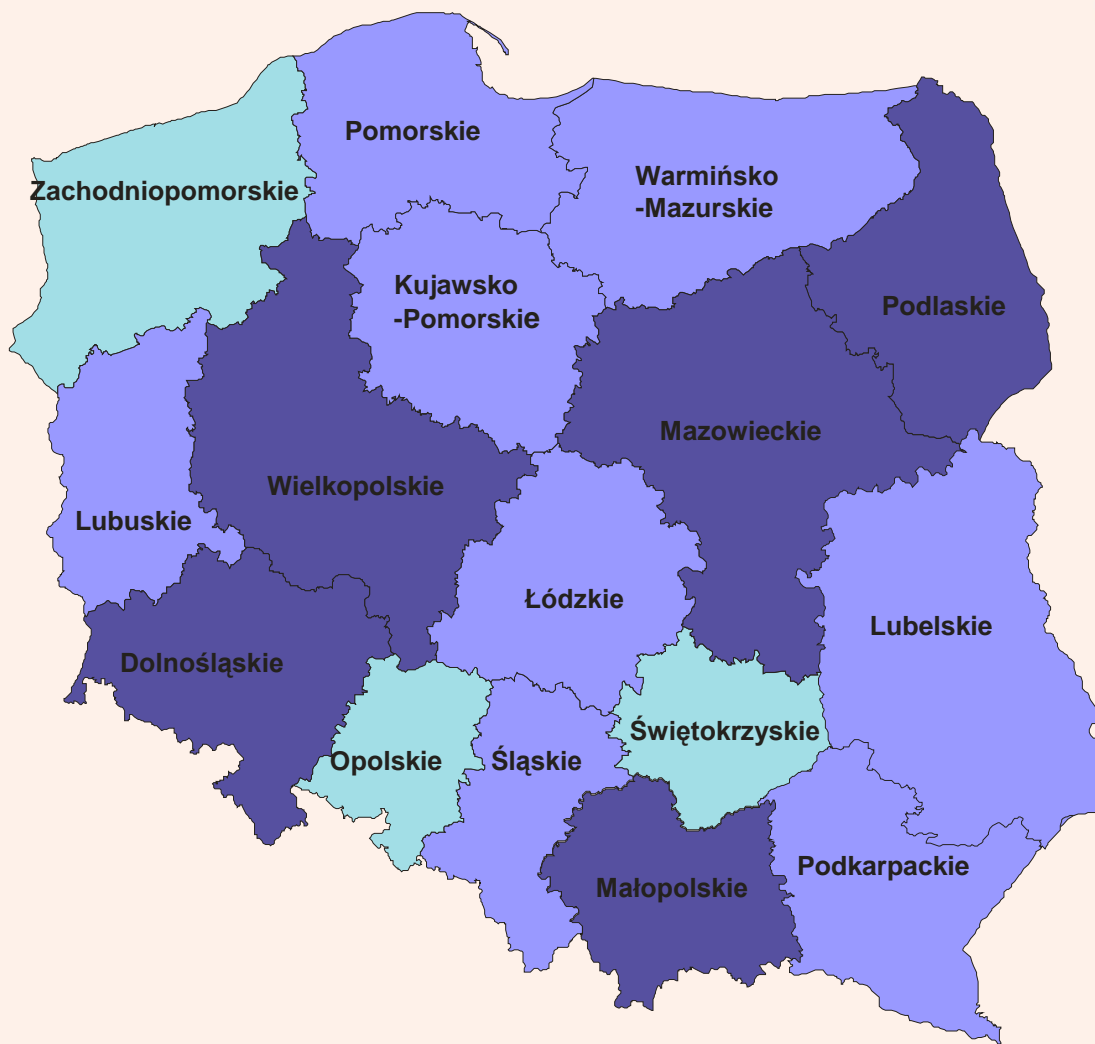 Pomorskie
Zachodniopomorskie
Warmińsko
-Mazurskie
Kujawsko
-Pomorskie
Podlaskie
Mazowieckie
Wielkopolskie
Lubuskie
Łódzkie
Lubelskie
Dolnośląskie
Świętokrzyskie
Opolskie
Śląskie
Podkarpackie
Małopolskie